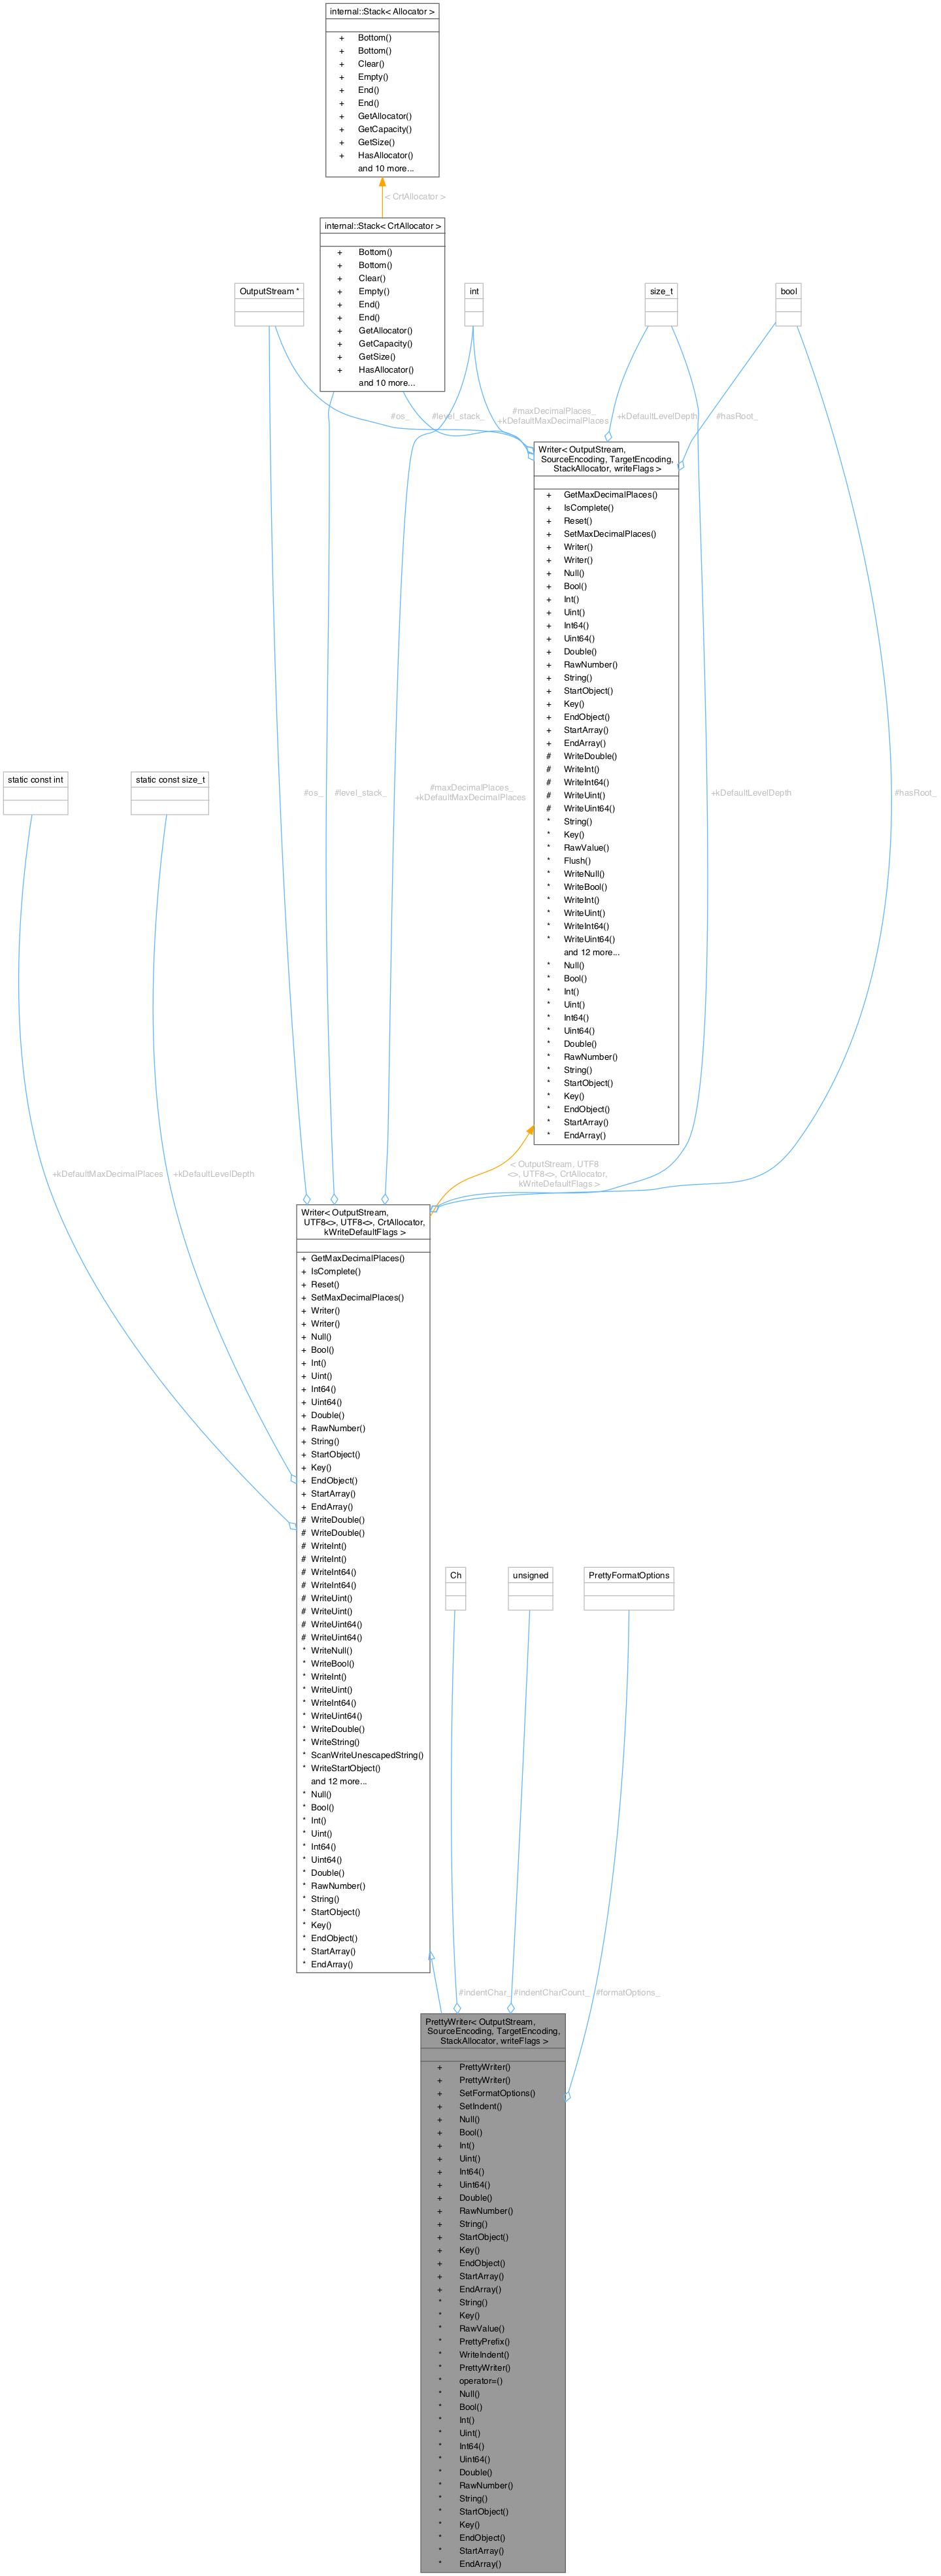 internal::Stack< Allocator >
+ Bottom()
+ Bottom()
+ Clear()
+ Empty()
+ End()
+ End()
+ GetAllocator()
+ GetCapacity()
+ GetSize()
+ HasAllocator()
and 10 more...
< CrtAllocator >
internal::Stack< CrtAllocator >
+ Bottom()
+ Bottom()
+ Clear()
+ Empty()
+ End()
+ End()
+ GetAllocator()
+ GetCapacity()
+ GetSize()
+ HasAllocator()
and 10 more...
OutputStream *
int
size_t
bool
#os_
#level_stack_
#maxDecimalPlaces_
+kDefaultMaxDecimalPlaces
+kDefaultLevelDepth
#hasRoot_
Writer< OutputStream,
SourceEncoding, TargetEncoding,
StackAllocator, writeFlags >
+ GetMaxDecimalPlaces()
+ IsComplete()
+ Reset()
+ SetMaxDecimalPlaces()
+ Writer()
+ Writer()
+ Null()
+ Bool()
+ Int()
+ Uint()
+ Int64()
+ Uint64()
+ Double()
+ RawNumber()
+ String()
+ StartObject()
+ Key()
+ EndObject()
+ StartArray()
+ EndArray()
# WriteDouble()
# WriteInt()
# WriteInt64()
# WriteUint()
# WriteUint64()
* String()
* Key()
* RawValue()
* Flush()
* WriteNull()
* WriteBool()
* WriteInt()
* WriteUint()
* WriteInt64()
* WriteUint64()
and 12 more...
* Null()
* Bool()
* Int()
* Uint()
* Int64()
* Uint64()
* Double()
* RawNumber()
* String()
* StartObject()
* Key()
* EndObject()
* StartArray()
* EndArray()
static const int
static const size_t
#os_
#level_stack_
#maxDecimalPlaces_
+kDefaultMaxDecimalPlaces
+kDefaultLevelDepth
#hasRoot_
+kDefaultMaxDecimalPlaces
+kDefaultLevelDepth
< OutputStream, UTF8
<>, UTF8<>, CrtAllocator,
kWriteDefaultFlags >
Writer< OutputStream,
UTF8<>, UTF8<>, CrtAllocator,
kWriteDefaultFlags >
+ GetMaxDecimalPlaces()
+ IsComplete()
+ Reset()
+ SetMaxDecimalPlaces()
+ Writer()
+ Writer()
+ Null()
+ Bool()
+ Int()
+ Uint()
+ Int64()
+ Uint64()
+ Double()
+ RawNumber()
+ String()
+ StartObject()
+ Key()
+ EndObject()
+ StartArray()
+ EndArray()
# WriteDouble()
# WriteDouble()
# WriteInt()
# WriteInt()
# WriteInt64()
# WriteInt64()
# WriteUint()
# WriteUint()
# WriteUint64()
# WriteUint64()
* WriteNull()
* WriteBool()
* WriteInt()
* WriteUint()
* WriteInt64()
* WriteUint64()
* WriteDouble()
* WriteString()
* ScanWriteUnescapedString()
* WriteStartObject()
and 12 more...
* Null()
* Bool()
* Int()
* Uint()
* Int64()
* Uint64()
* Double()
* RawNumber()
* String()
* StartObject()
* Key()
* EndObject()
* StartArray()
* EndArray()
Ch
unsigned
PrettyFormatOptions
#indentChar_
#indentCharCount_
#formatOptions_
PrettyWriter< OutputStream,
SourceEncoding, TargetEncoding,
StackAllocator, writeFlags >
+ PrettyWriter()
+ PrettyWriter()
+ SetFormatOptions()
+ SetIndent()
+ Null()
+ Bool()
+ Int()
+ Uint()
+ Int64()
+ Uint64()
+ Double()
+ RawNumber()
+ String()
+ StartObject()
+ Key()
+ EndObject()
+ StartArray()
+ EndArray()
* String()
* Key()
* RawValue()
* PrettyPrefix()
* WriteIndent()
* PrettyWriter()
* operator=()
* Null()
* Bool()
* Int()
* Uint()
* Int64()
* Uint64()
* Double()
* RawNumber()
* String()
* StartObject()
* Key()
* EndObject()
* StartArray()
* EndArray()